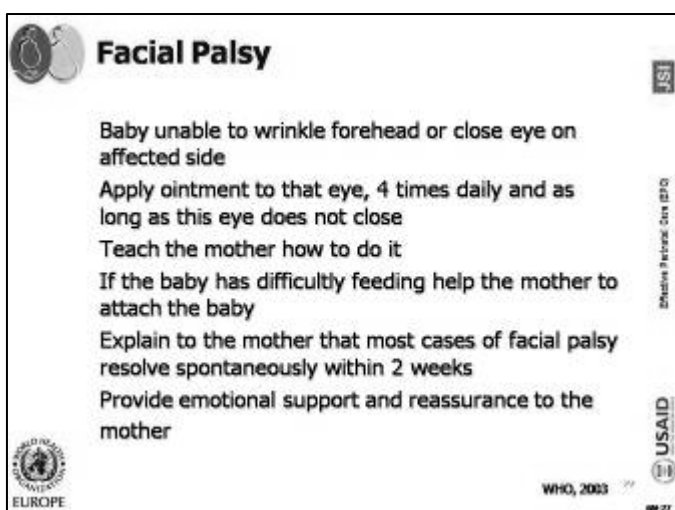 Facial Palsy
JSI
Baby unable to wrinkle forehead or close eye on
affected side
Apply ointment to that eye, 4 times daily and as
long as this eye does not close
Teach the mother how to do it
If the baby has difficultly feeding help the mother to
attach the baby
Explain to the mother that most cases of facial palsy
resolve spontaneously within 2 weeks
Provide emotional support and reassurance to the
mother
Effective Perinatal Care (EPC)
USAID
WORLD HEALTH ORGANIZATION
EUROPE
WHO, 2003